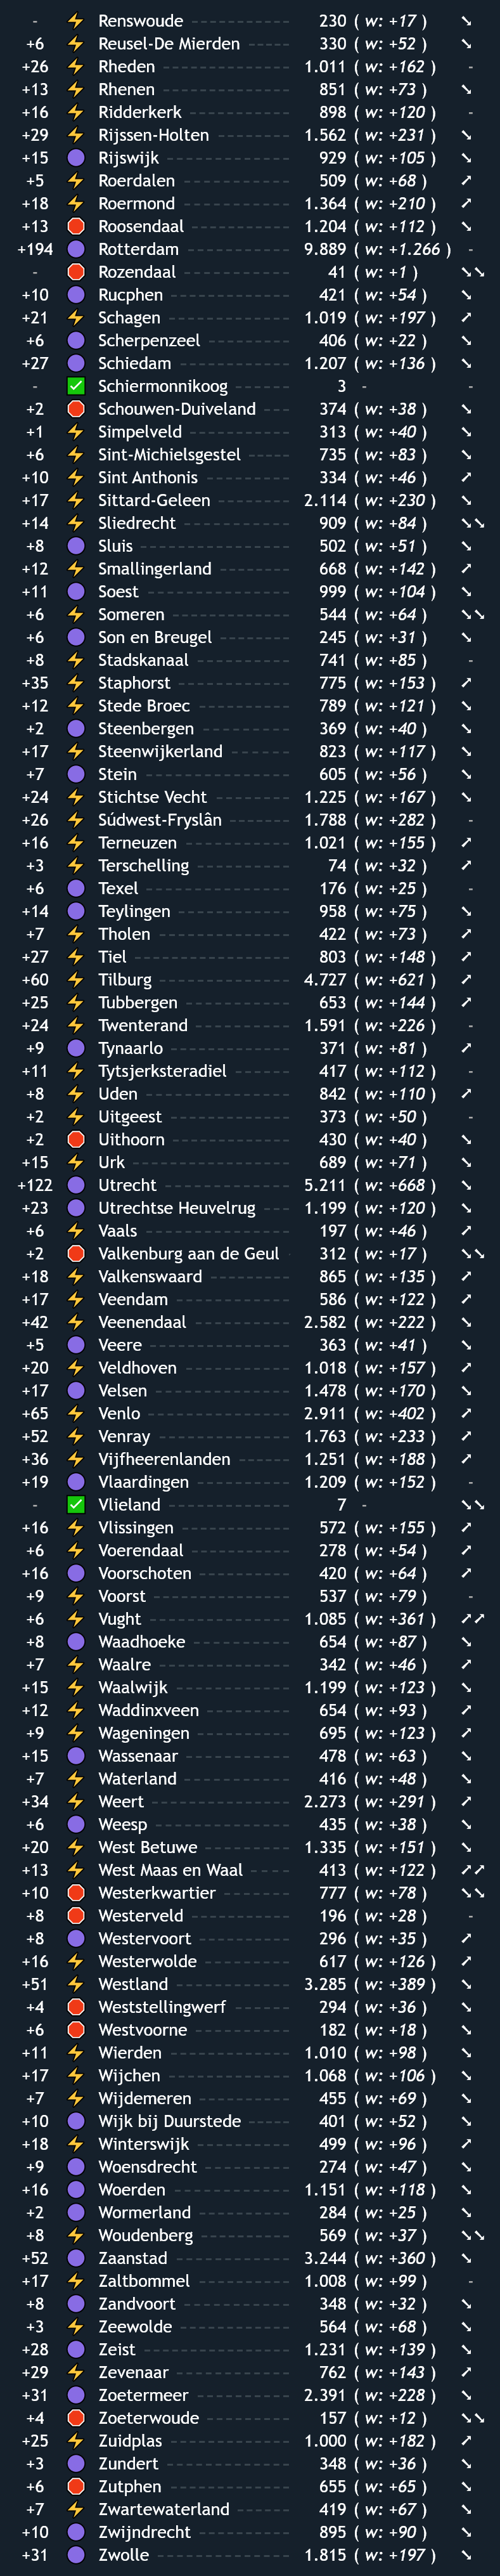 - ⚡ Renswoude 230 ( w: +17 ) ➘
+6 ⚡ Reusel-De Mierden 330 ( w: +52 ) ➘
+26 ⚡ Rheden 1.011 ( w: +162 ) -
+13 ⚡ Rhenen 851 ( w: +73 ) ➘
+16 ⚡ Ridderkerk 898 ( w: +120 ) -
+29 ⚡ Rijssen-Holten 1.562 ( w: +231 ) ➘
+15 Rijswijk 929 ( w: +105 ) ➘
+5 ⚡ Roerdalen 509 ( w: +68 ) ➚
+18 ⚡ Roermond 1.364 ( w: +210 ) ➚
+13 Roosendaal 1.204 ( w: +112 ) ➘
+194 Rotterdam 9.889 ( w: +1.266 ) -
- Rozendaal 41 ( w: +1 ) ➘➘
+10 Rucphen 421 ( w: +54 ) ➘
+21 ⚡ Schagen 1.019 ( w: +197 ) ➚
+6 Scherpenzeel 406 ( w: +22 ) ➘
+27 Schiedam 1.207 ( w: +136 ) ➘
- ✅ Schiermonnikoog 3 - -
+2 Schouwen-Duiveland 374 ( w: +38 ) ➘
+1 ⚡ Simpelveld 313 ( w: +40 ) ➘
+6 ⚡ Sint-Michielsgestel 735 ( w: +83 ) ➘
+10 ⚡ Sint Anthonis 334 ( w: +46 ) ➚
+17 ⚡ Sittard-Geleen 2.114 ( w: +230 ) ➘
+14 ⚡ Sliedrecht 909 ( w: +84 ) ➘➘
+8 Sluis 502 ( w: +51 ) ➘
+12 ⚡ Smallingerland 668 ( w: +142 ) ➚
+11 Soest 999 ( w: +104 ) ➘
+6 ⚡ Someren 544 ( w: +64 ) ➘➘
+6 Son en Breugel 245 ( w: +31 ) ➘
+8 ⚡ Stadskanaal 741 ( w: +85 ) -
+35 ⚡ Staphorst 775 ( w: +153 ) ➚
+12 ⚡ Stede Broec 789 ( w: +121 ) ➘
+2 Steenbergen 369 ( w: +40 ) ➘
+17 ⚡ Steenwijkerland 823 ( w: +117 ) ➘
+7 Stein 605 ( w: +56 ) ➘
+24 ⚡ Stichtse Vecht 1.225 ( w: +167 ) ➘
+26 ⚡ Súdwest-Fryslân 1.788 ( w: +282 ) -
+16 ⚡ Terneuzen 1.021 ( w: +155 ) ➚
+3 ⚡ Terschelling 74 ( w: +32 ) ➚
+6 Texel 176 ( w: +25 ) -
+14 Teylingen 958 ( w: +75 ) ➘
+7 ⚡ Tholen 422 ( w: +73 ) ➚
+27 ⚡ Tiel 803 ( w: +148 ) ➚
+60 ⚡ Tilburg 4.727 ( w: +621 ) ➚
+25 ⚡ Tubbergen 653 ( w: +144 ) ➚
+24 ⚡ Twenterand 1.591 ( w: +226 ) -
+9 Tynaarlo 371 ( w: +81 ) ➚
+11 ⚡ Tytsjerksteradiel 417 ( w: +112 ) -
+8 ⚡ Uden 842 ( w: +110 ) ➚
+2 ⚡ Uitgeest 373 ( w: +50 ) -
+2 Uithoorn 430 ( w: +40 ) ➘
+15 ⚡ Urk 689 ( w: +71 ) ➘
+122 Utrecht 5.211 ( w: +668 ) ➘
+23 Utrechtse Heuvelrug 1.199 ( w: +120 ) ➘
+6 ⚡ Vaals 197 ( w: +46 ) ➚
+2 Valkenburg aan de Geul 312 ( w: +17 ) ➘➘
+18 ⚡ Valkenswaard 865 ( w: +135 ) ➚
+17 ⚡ Veendam 586 ( w: +122 ) ➚
+42 ⚡ Veenendaal 2.582 ( w: +222 ) ➘
+5 Veere 363 ( w: +41 ) ➘
+20 ⚡ Veldhoven 1.018 ( w: +157 ) ➚
+17 Velsen 1.478 ( w: +170 ) ➘
+65 ⚡ Venlo 2.911 ( w: +402 ) ➚
+52 ⚡ Venray 1.763 ( w: +233 ) ➘
+36 ⚡ Vijfheerenlanden 1.251 ( w: +188 ) ➚
+19 Vlaardingen 1.209 ( w: +152 ) -
- ✅ Vlieland 7 - ➘➘
+16 ⚡ Vlissingen 572 ( w: +155 ) ➚
+6 ⚡ Voerendaal 278 ( w: +54 ) ➘
+16 Voorschoten 420 ( w: +64 ) ➚
+9 ⚡ Voorst 537 ( w: +79 ) -
+6 ⚡ Vught 1.085 ( w: +361 ) ➚➚
+8 Waadhoeke 654 ( w: +87 ) ➘
+7 ⚡ Waalre 342 ( w: +46 ) ➚
+15 ⚡ Waalwijk 1.199 ( w: +123 ) ➘
+12 ⚡ Waddinxveen 654 ( w: +93 ) ➚
+9 ⚡ Wageningen 695 ( w: +123 ) ➘
+15 Wassenaar 478 ( w: +63 ) ➘
+7 ⚡ Waterland 416 ( w: +48 ) ➘
+34 ⚡ Weert 2.273 ( w: +291 ) ➚
+6 Weesp 435 ( w: +38 ) ➘
+20 ⚡ West Betuwe 1.335 ( w: +151 ) ➘
+13 ⚡ West Maas en Waal 413 ( w: +122 ) ➚➚
+10 Westerkwartier 777 ( w: +78 ) ➘➘
+8 Westerveld 196 ( w: +28 ) -
+8 Westervoort 296 ( w: +35 ) ➚
+16 ⚡ Westerwolde 617 ( w: +126 ) ➚
+51 ⚡ Westland 3.285 ( w: +389 ) ➘
+4 Weststellingwerf 294 ( w: +36 ) ➘
+6 Westvoorne 182 ( w: +18 ) ➘
+11 ⚡ Wierden 1.010 ( w: +98 ) ➘
+17 ⚡ Wijchen 1.068 ( w: +106 ) ➘
+7 ⚡ Wijdemeren 455 ( w: +69 ) ➘
+10 Wijk bij Duurstede 401 ( w: +52 ) ➘
+18 ⚡ Winterswijk 499 ( w: +96 ) ➚
+9 Woensdrecht 274 ( w: +47 ) ➘
+16 Woerden 1.151 ( w: +118 ) ➘
+2 Wormerland 284 ( w: +25 ) ➘
+8 ⚡ Woudenberg 569 ( w: +37 ) ➘➘
+52 Zaanstad 3.244 ( w: +360 ) ➘
+17 ⚡ Zaltbommel 1.008 ( w: +99 ) -
+8 Zandvoort 348 ( w: +32 ) ➘
+3 ⚡ Zeewolde 564 ( w: +68 ) ➘
+28 Zeist 1.231 ( w: +139 ) ➘
+29 ⚡ Zevenaar 762 ( w: +143 ) ➚
+31 Zoetermeer 2.391 ( w: +228 ) ➘
+4 Zoeterwoude 157 ( w: +12 ) ➘➘
+25 ⚡ Zuidplas 1.000 ( w: +182 ) ➚
+3 Zundert 348 ( w: +36 ) ➘
+6 Zutphen 655 ( w: +65 ) ➘
+7 ⚡ Zwartewaterland 419 ( w: +67 ) ➘
+10 Zwijndrecht 895 ( w: +90 ) ➘
+31 Zwolle 1.815 ( w: +197 ) ➘